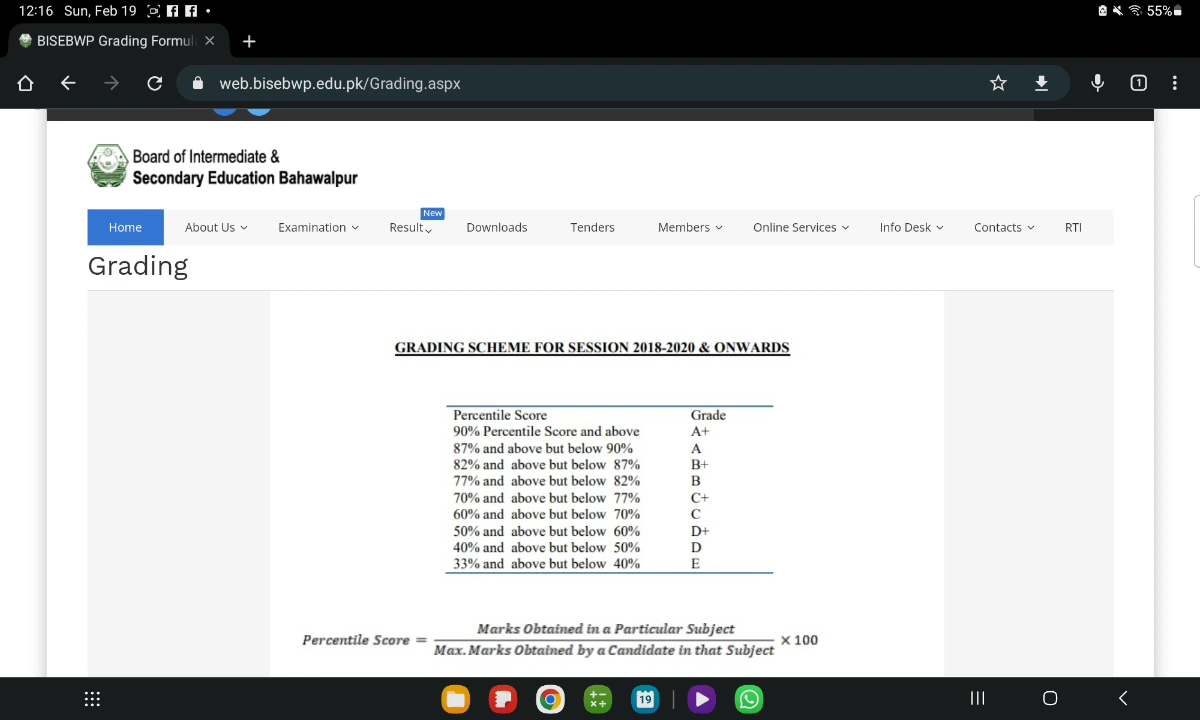 12:16 Sun, Feb 19 55%
BISEBWP Grading Formul
web.bisebwp.edu.pk/Grading.aspx 1
Board of Intermediate &
Secondary Education Bahawalpur
New
Home About Us Examination Result Downloads Tenders Members Online Services Info Desk Contacts RTI
Grading
GRADING SCHEME FOR SESSION 2018-2020 & ONWARDS
Percentile Score Grade
90% Percentile Score and above A+
87% and above but below 90% A
82% and above but below 87% B+
77% and above but below 82% B
70% and above but below 77% C+
60% and above but below 70% C
50% and above but below 60% D+
40% and above but below 50% D
33% and above but below 40% E
Marks Obtained in a Particular Subject
Percentile Score = × 100
Max. Marks Obtained by a Candidate in that Subject
19